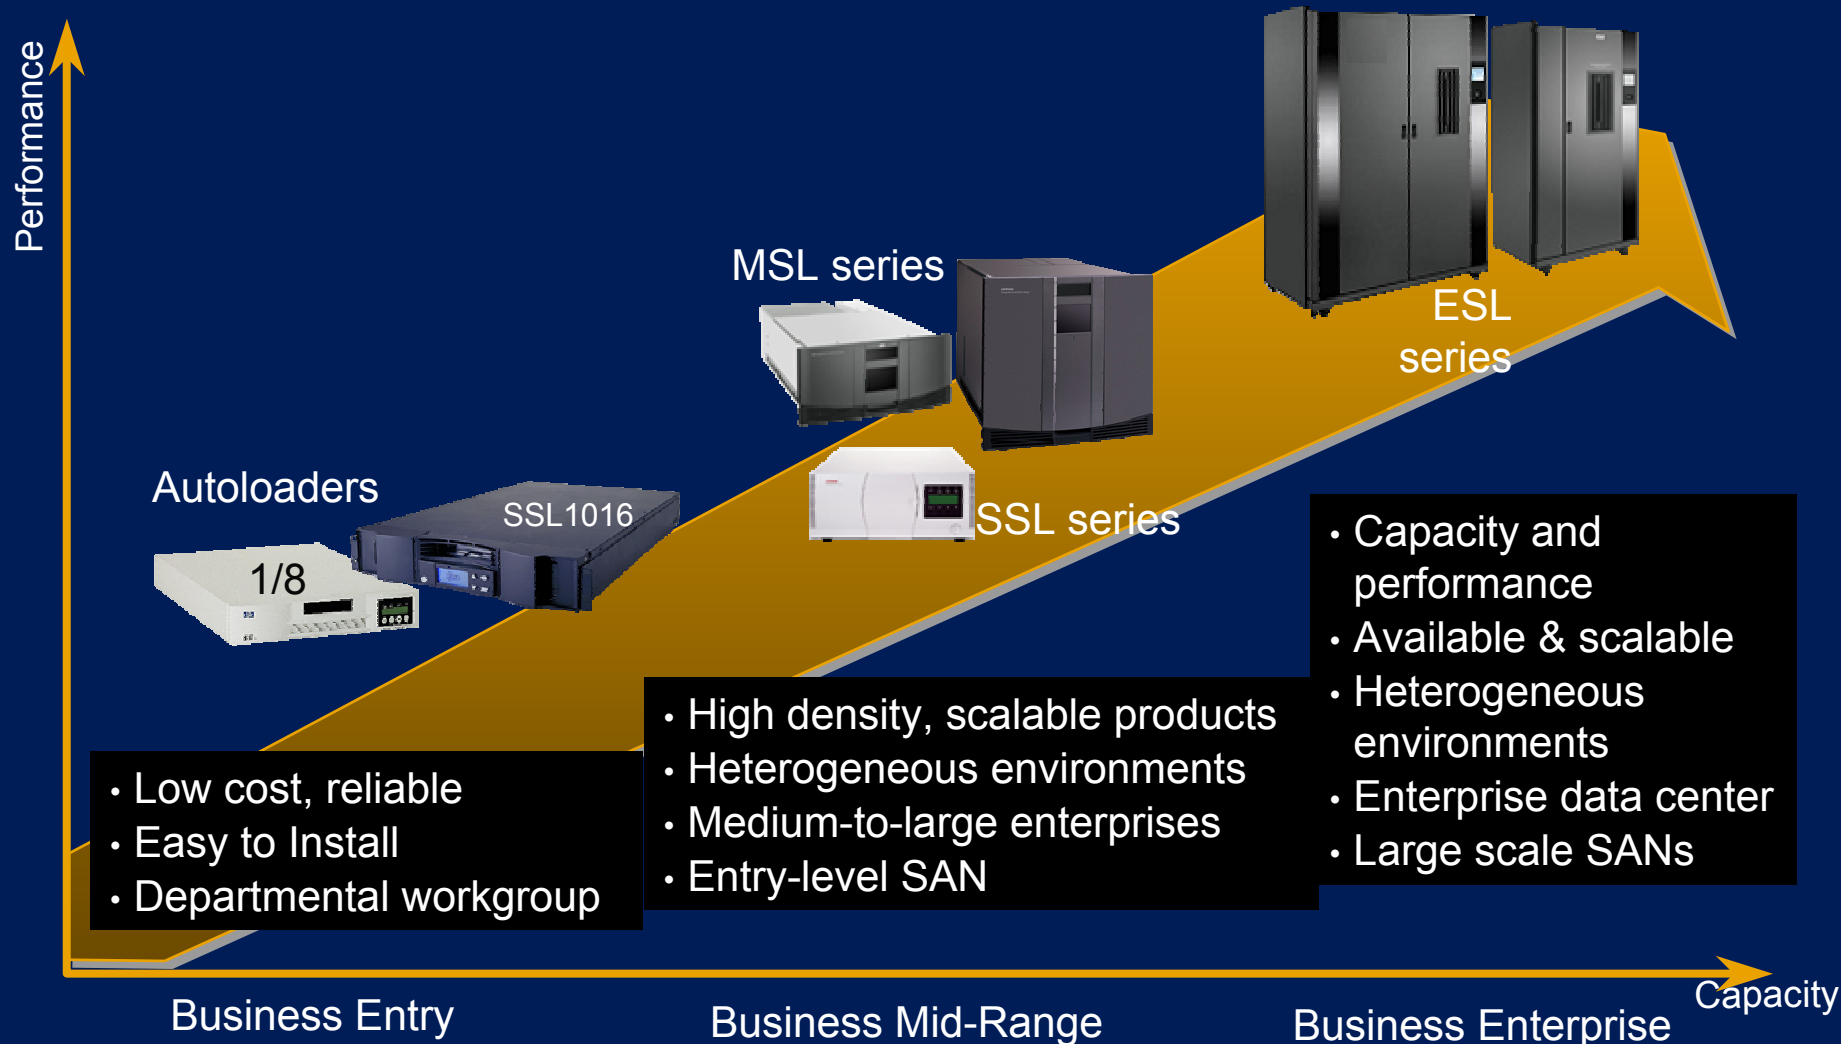 Performance
MSL series
ESL
series
Autoloaders
SSL1016
1/8
SSL series
• Capacity and
performance
• Available & scalable
• Heterogeneous
environments
• Enterprise data center
• Large scale SANs
• High density, scalable products
• Heterogeneous environments
• Medium-to-large enterprises
• Entry-level SAN
• Low cost, reliable
• Easy to Install
• Departmental workgroup
Capacity
Business Entry
Business Mid-Range
Business Enterprise